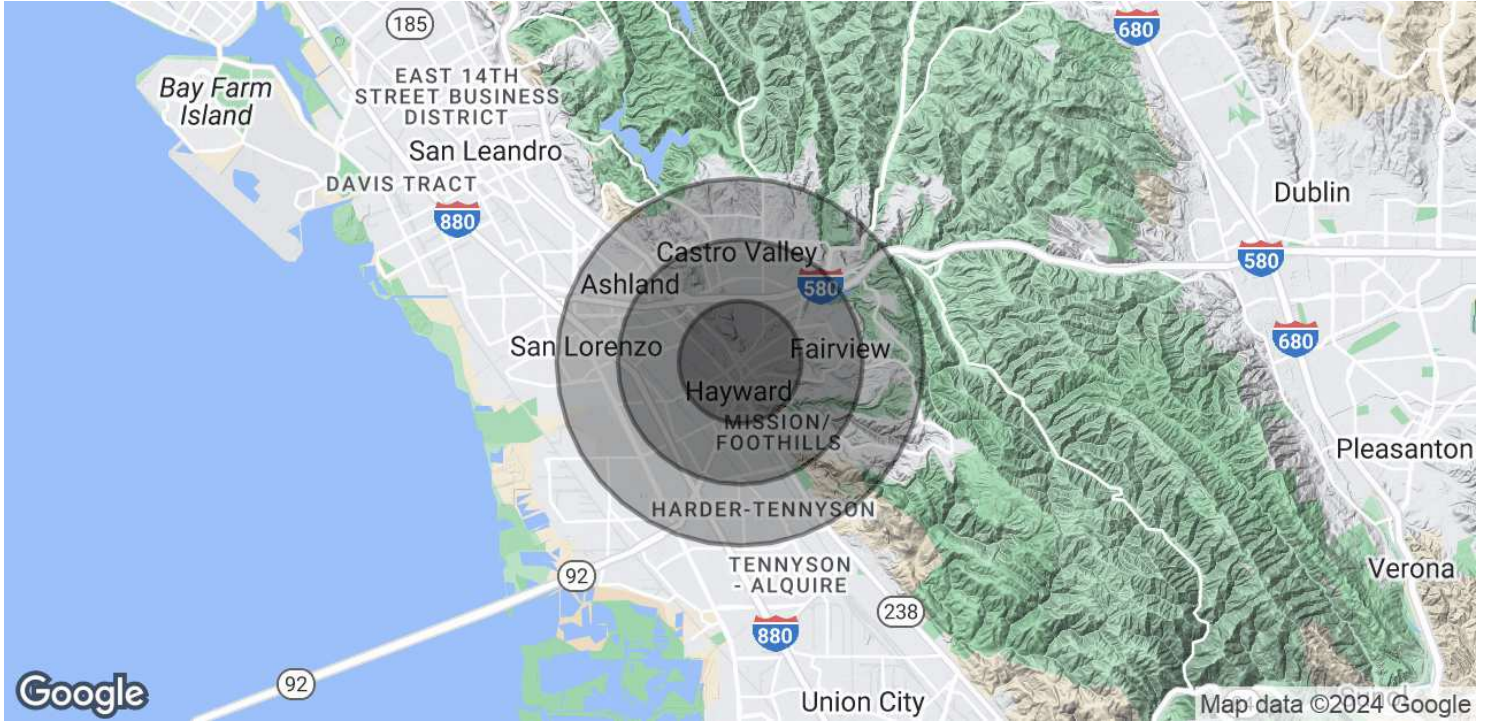 185
680
EAST 14TH
STREET BUSINESS
DISTRICT
Bay Farm
Island
San Leandro
DAVIS TRACT
880
Dublin
Castro Valley
580
Ashland
580
San Lorenzo
Fairview
680
Hayward
MISSION/
FOOTHILLS
Pleasanton
HARDER-TENNYSON
TENNYSON
- ALQUIRE
92
Verona
238
880
92
Google
Union City
Map data ©2024 Google